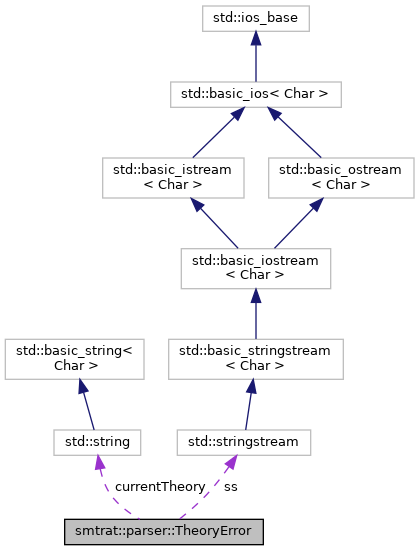 std::ios_base
std::basic_ios< Char >
std::basic_istream
< Char >
std::basic_ostream
< Char >
std::basic_iostream
< Char >
std::basic_string<
Char >
std::basic_stringstream
< Char >
std::string
std::stringstream
currentTheory
ss
smtrat::parser::TheoryError